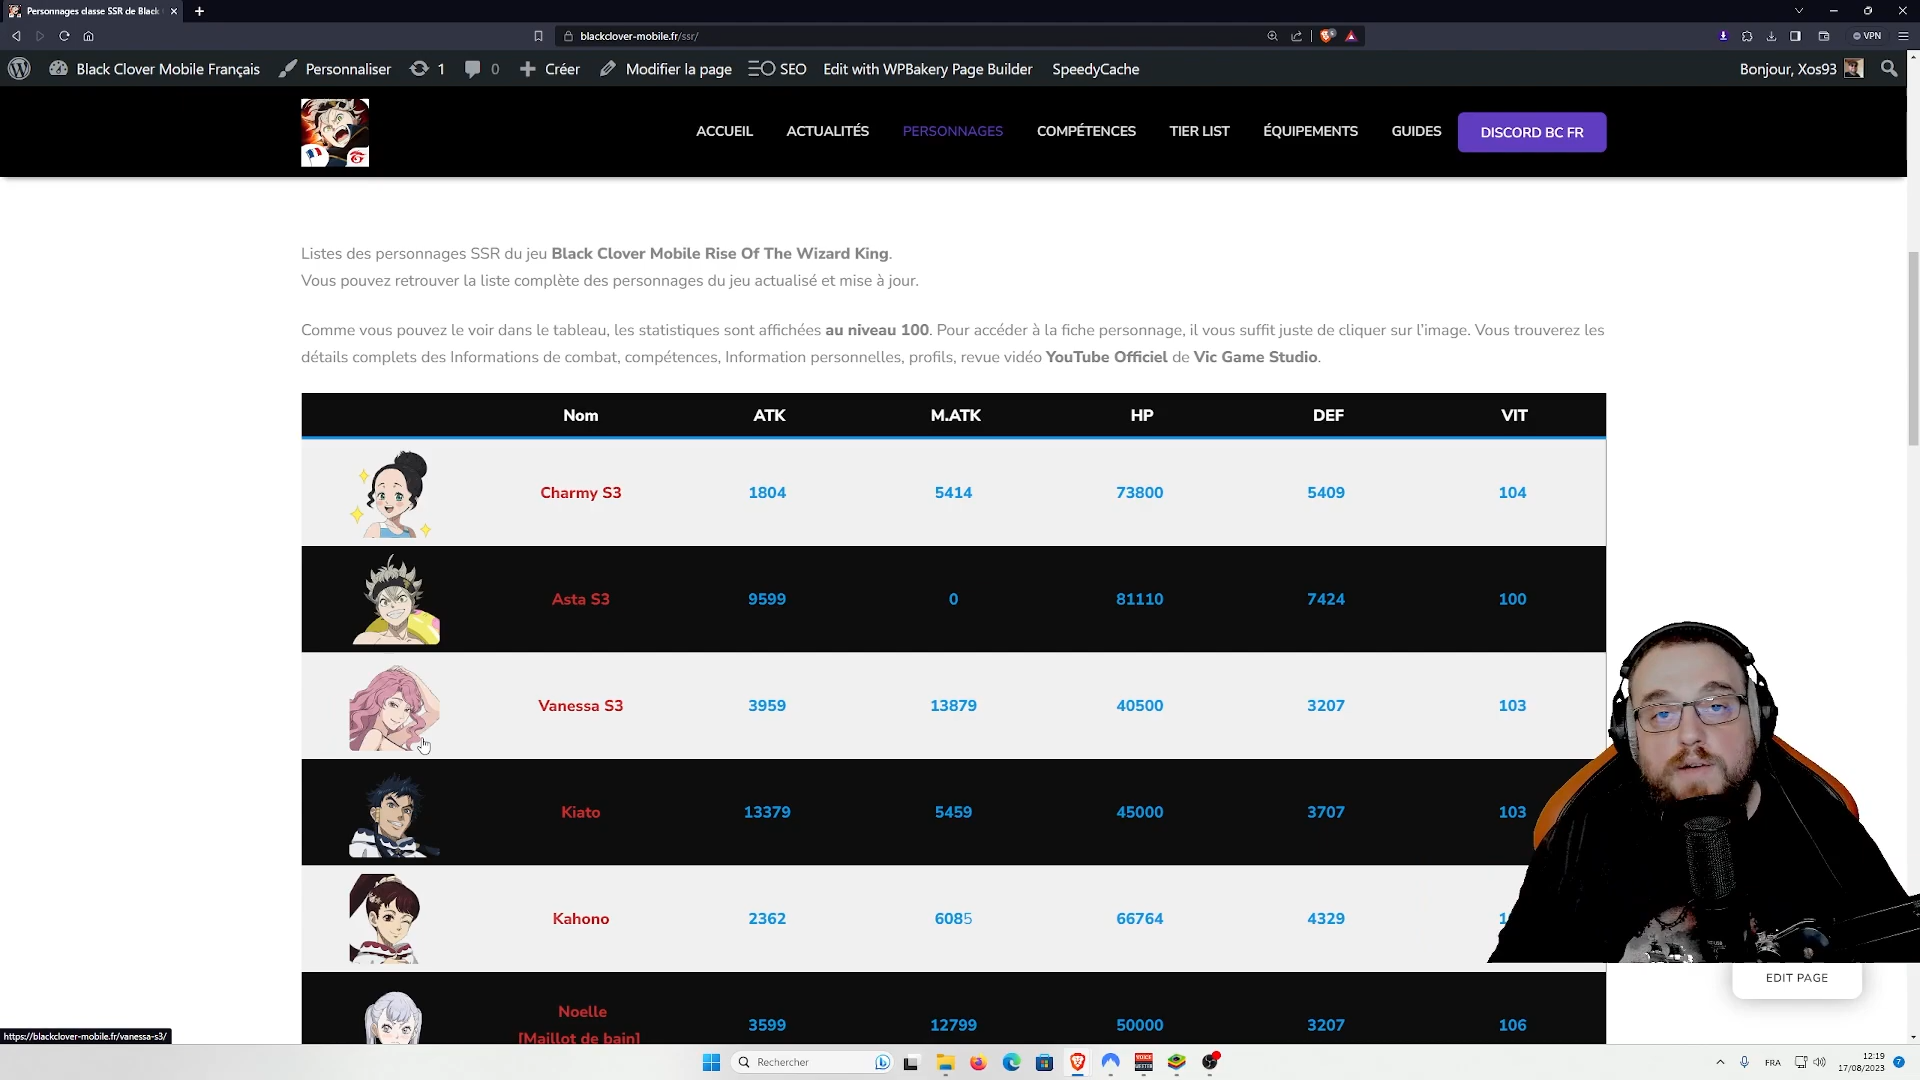 Personnages classe SSR de Black
blackclover-mobile.fr/ssr/
VPN
Black Clover Mobile Français
Personnaliser
1
0
Créer
Modifier la page
SEO
Edit with WPBakery Page Builder
SpeedyCache
Bonjour, Xos93
ACCUEIL
ACTUALITÉS
PERSONNAGES
COMPÉTENCES
TIER LIST
ÉQUIPEMENTS
GUIDES
DISCORD BC FR
Listes des personnages SSR du jeu Black Clover Mobile Rise Of The Wizard King.
Vous pouvez retrouver la liste complète des personnages du jeu actualisé et mise à jour.
Comme vous pouvez le voir dans le tableau, les statistiques sont affichées au niveau 100. Pour accéder à la fiche personnage, il vous suffit juste de cliquer sur l'image. Vous trouverez les
détails complets des Informations de combat, compétences, Information personnelles, profils, revue vidéo YouTube Officiel de Vic Game Studio.
Nom ATK M.ATK HP DEF VIT
Charmy S3 1804 5414 73800 5409 104
Asta S3 9599 0 81110 7424 100
Vanessa S3 3959 13879 40500 3207 103
Kiato 13379 5459 45000 3707 103
Kahono 2362 6085 66764 4329
Noelle
[Maillot de bain] 3599 12799 50000 3207 106
EDIT PAGE
https://blackclover-mobile.fr/vanessa-s3/
Rechercher
FRA
12:19
17/08/2023
7